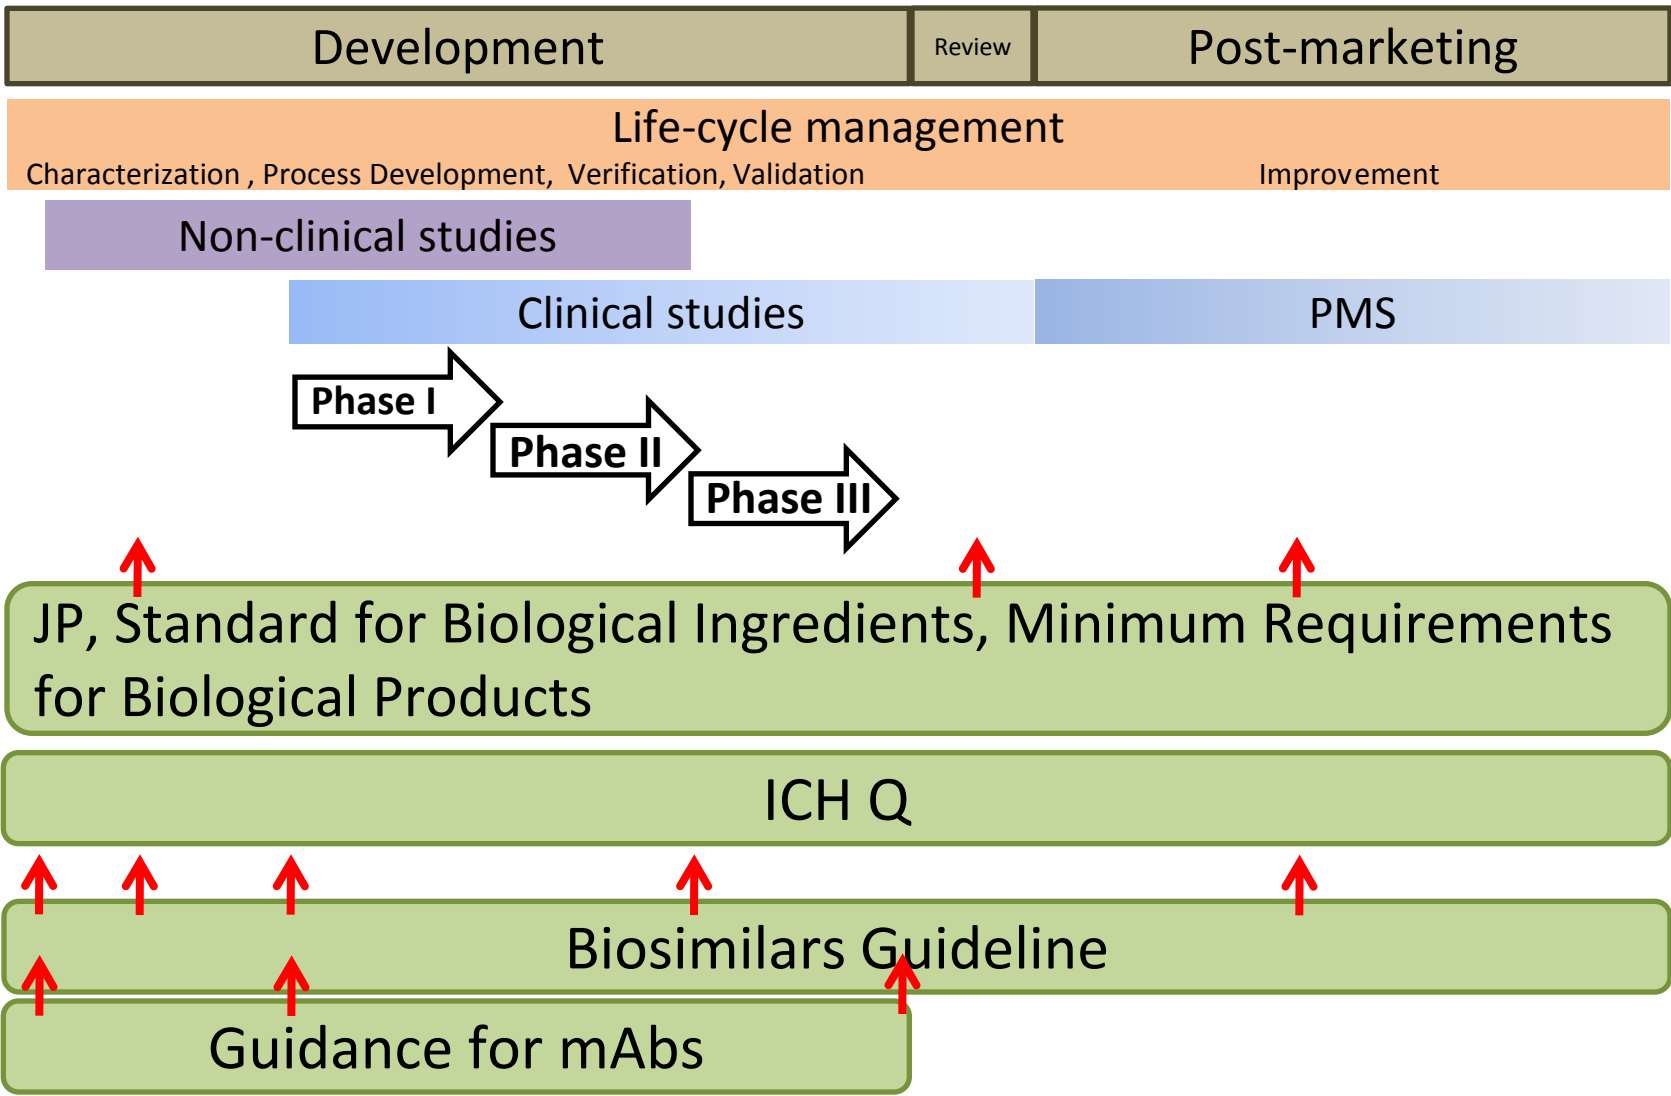 Development
Review
Post-marketing
Life-cycle management
Characterization , Process Development, Verification, Validation
Improvement
Non-clinical studies
Clinical studies
PMS
Phase I
Phase II
Phase III
JP, Standard for Biological Ingredients, Minimum Requirements
for Biological Products
ICH Q
Biosimilars Guideline
Guidance for mAbs